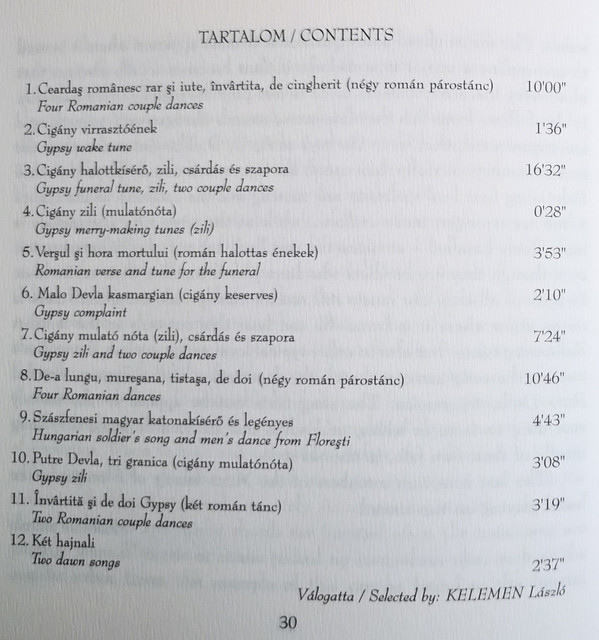 TARTALOM / CONTENTS
1. Ceardaş românesc rar şi iute, învârtita, de cingherit (négy román párostánc) 10'00"
Four Romanian couple dances
2. Cigány virrasztóének 1'36"
Gypsy wake tune
3. Cigány halottkísérő, zili, csárdás és szapora 16'32"
Gypsy funeral tune, zili, two couple dances
4. Cigány zili (mulatónóta) 0'28"
Gypsy merry-making tunes (zili)
5. Verşul şi hora mortului (román halottas énekek) 3'53"
Romanian verse and tune for the funeral
6. Malo Devla kasmargian (cigány keserves) 2'10"
Gypsy complaint
7. Cigány mulató nóta (zili), csárdás és szapora 7'24"
Gypsy zili and two couple dances
8. De-a lungu, mureşana, tistaşa, de doi (négy román párostánc) 10'46"
Four Romanian dances
9. Szászfenesi magyar katonakísérő és legényes 4'43"
Hungarian soldier's song and men's dance from Floreşti
10. Putre Devla, tri granica (cigány mulatónóta) 3'08"
Gypsy zili
11. Învârtită şi de doi Gypsy (két román tánc) 3'19"
Two Romanian couple dances
12. Két hajnali
Two dawn songs 2'37"
Válogatta / Selected by: KELEMEN László
30